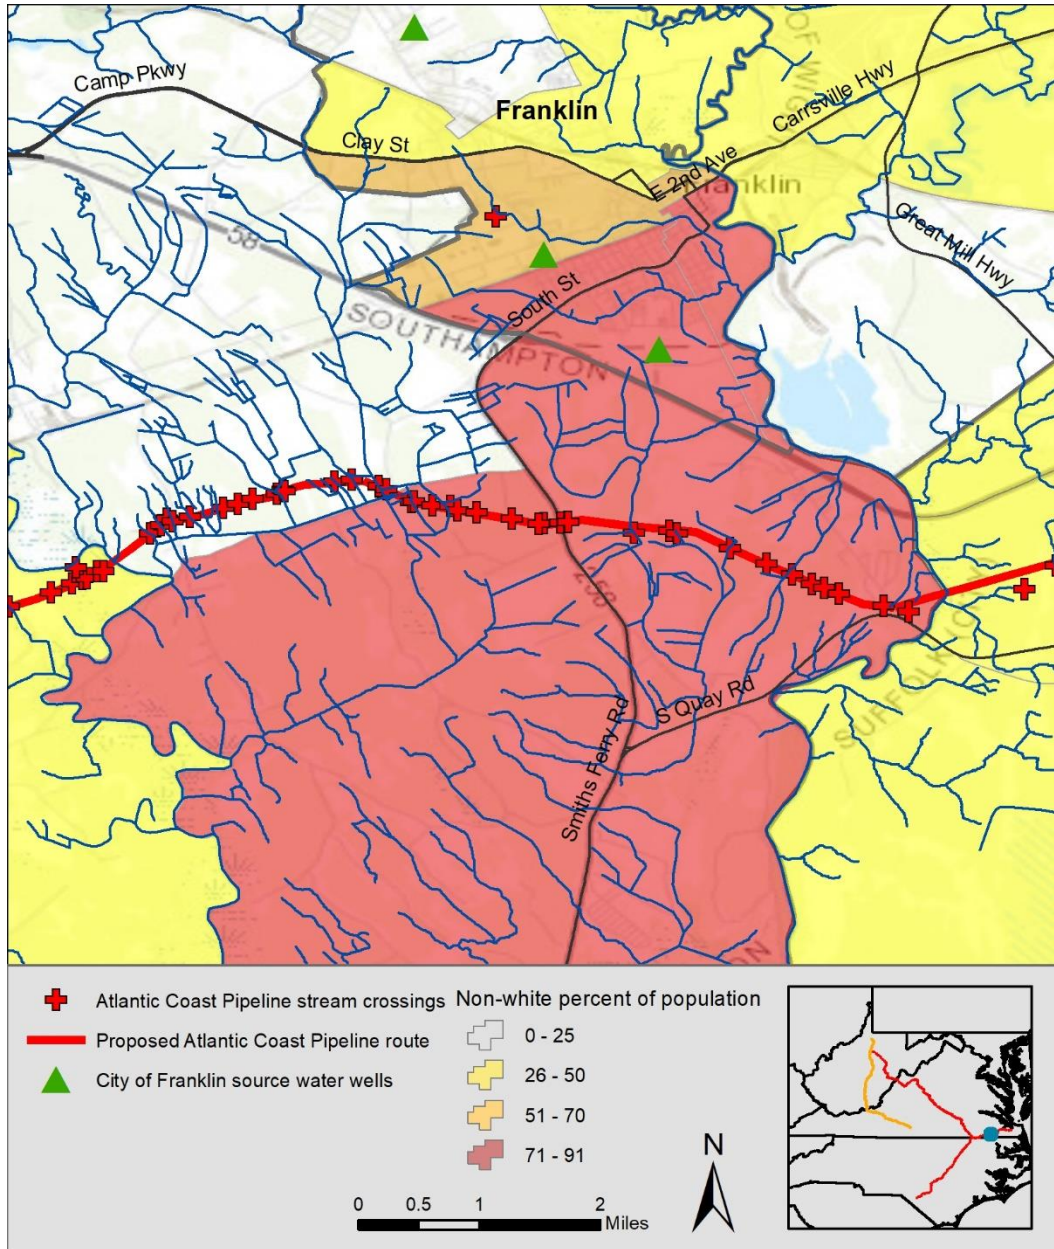 Camp Pkwy
Franklin
Clay St
Carrsville Hwy
OF WIG
E 2nd Ave
Franklin
58
Great Mill Hwy
South St
SOUTHAMPTON
258
S Quay Rd
SUFFOLK
Smiths Ferry Rd
Atlantic Coast Pipeline stream crossings
Proposed Atlantic Coast Pipeline route
City of Franklin source water wells
Non-white percent of population
0 - 25
26 - 50
51 - 70
71 - 91
N
0 0.5 1 2
Miles